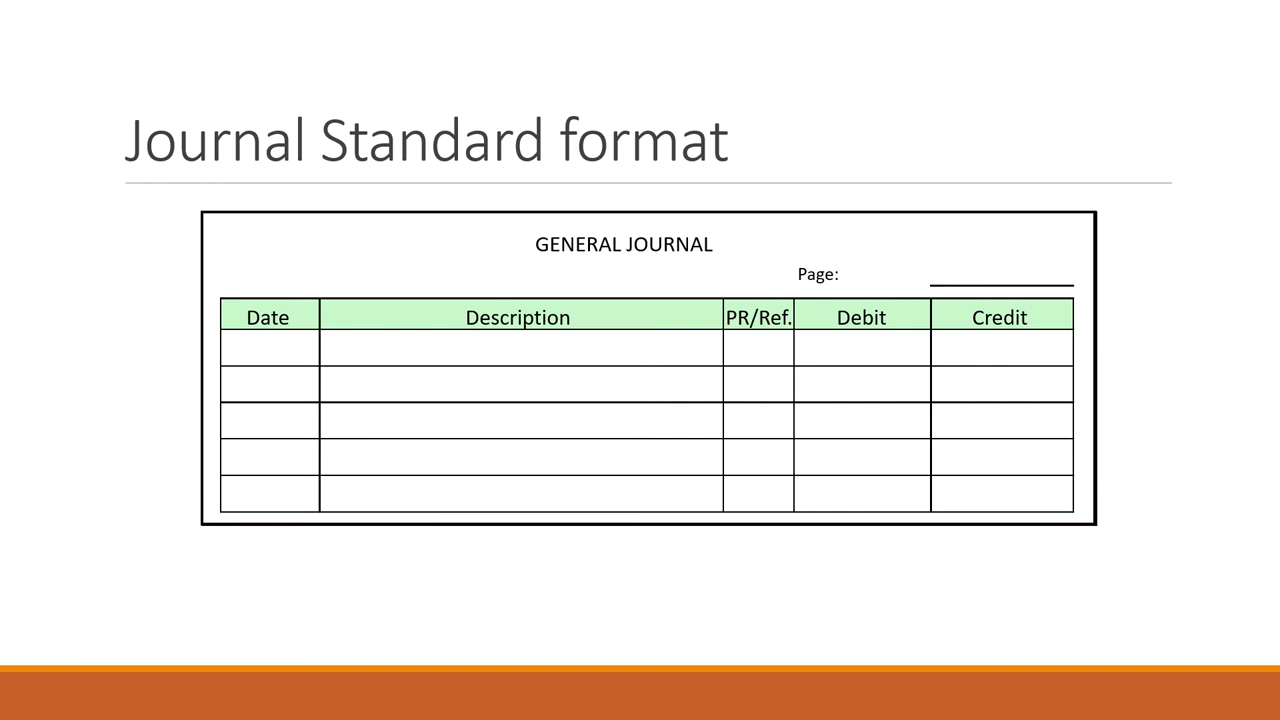 Journal Standard format
GENERAL JOURNAL
Page:
Date Description PR/Ref. Debit Credit